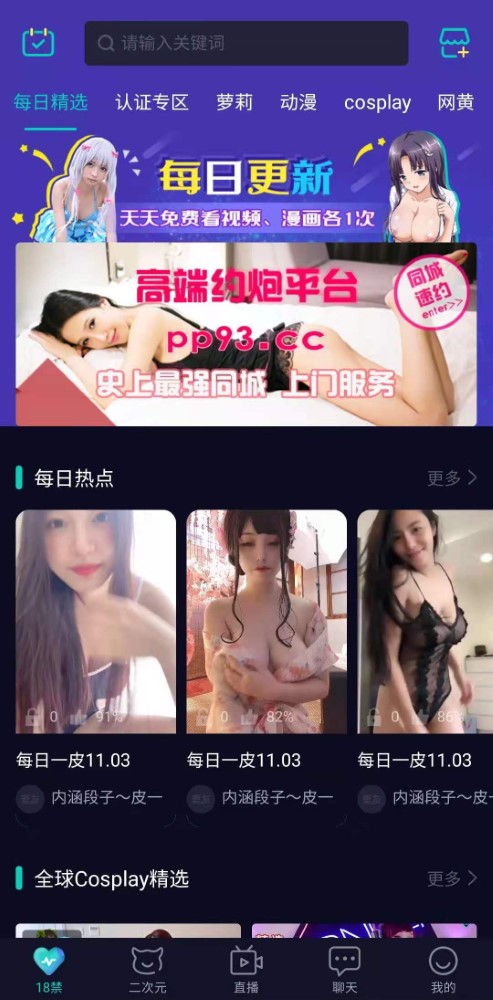 请输入关键词
每日精选 认证专区 萝莉 动漫 cosplay 网黄
每日更新
天天免费看视频、漫画各1次
高端约炮平台
同城
速约
enter>>
pp93.cc
史上最强同城 上门服务
每日热点
更多
0 91% 0 82% 0 86%
每日一皮11.03 每日一皮11.03 每日一皮11.03
内涵段子～皮一 内涵段子～皮一 内涵段子～皮一
全球Cosplay精选
更多
18禁 二次元 直播 聊天 我的